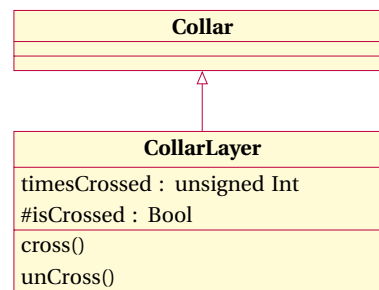 Collar
CollarLayer
timesCrossed : unsigned Int
#isCrossed : Bool
cross()
unCross()